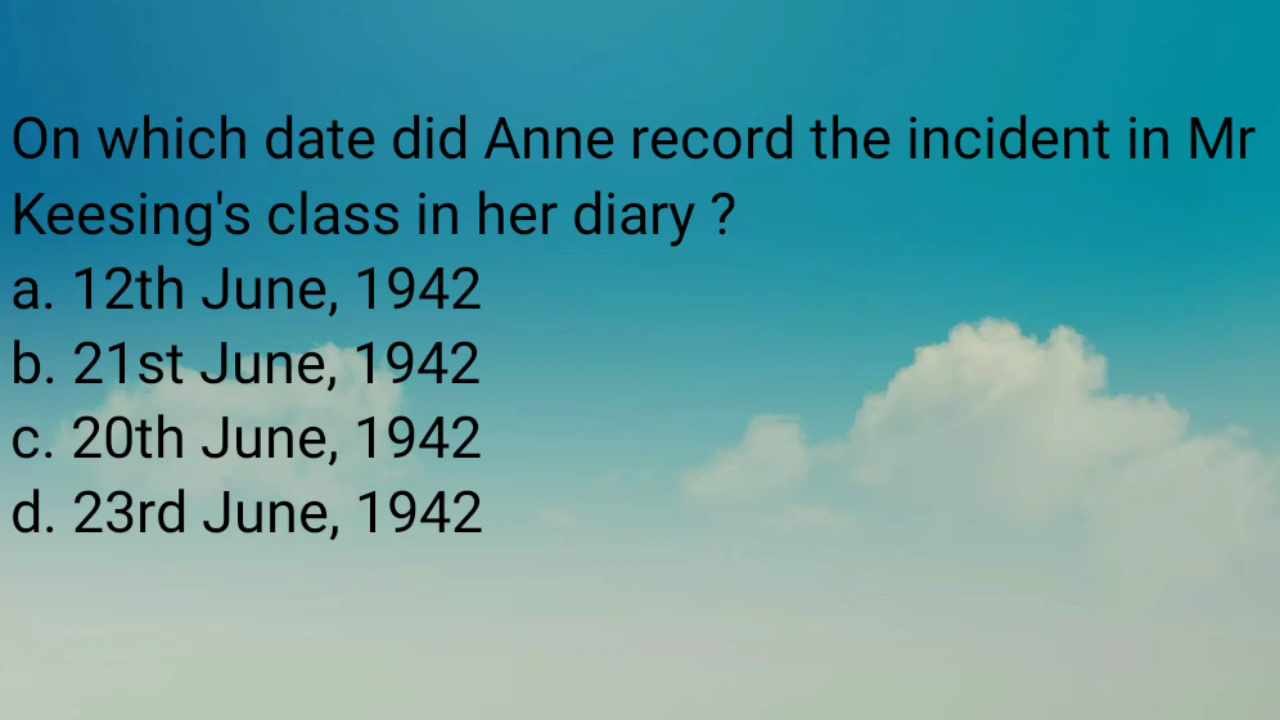 On which date did Anne record the incident in Mr
Keesing's class in her diary ?
a. 12th June, 1942
b. 21st June, 1942
c. 20th June, 1942
d. 23rd June, 1942